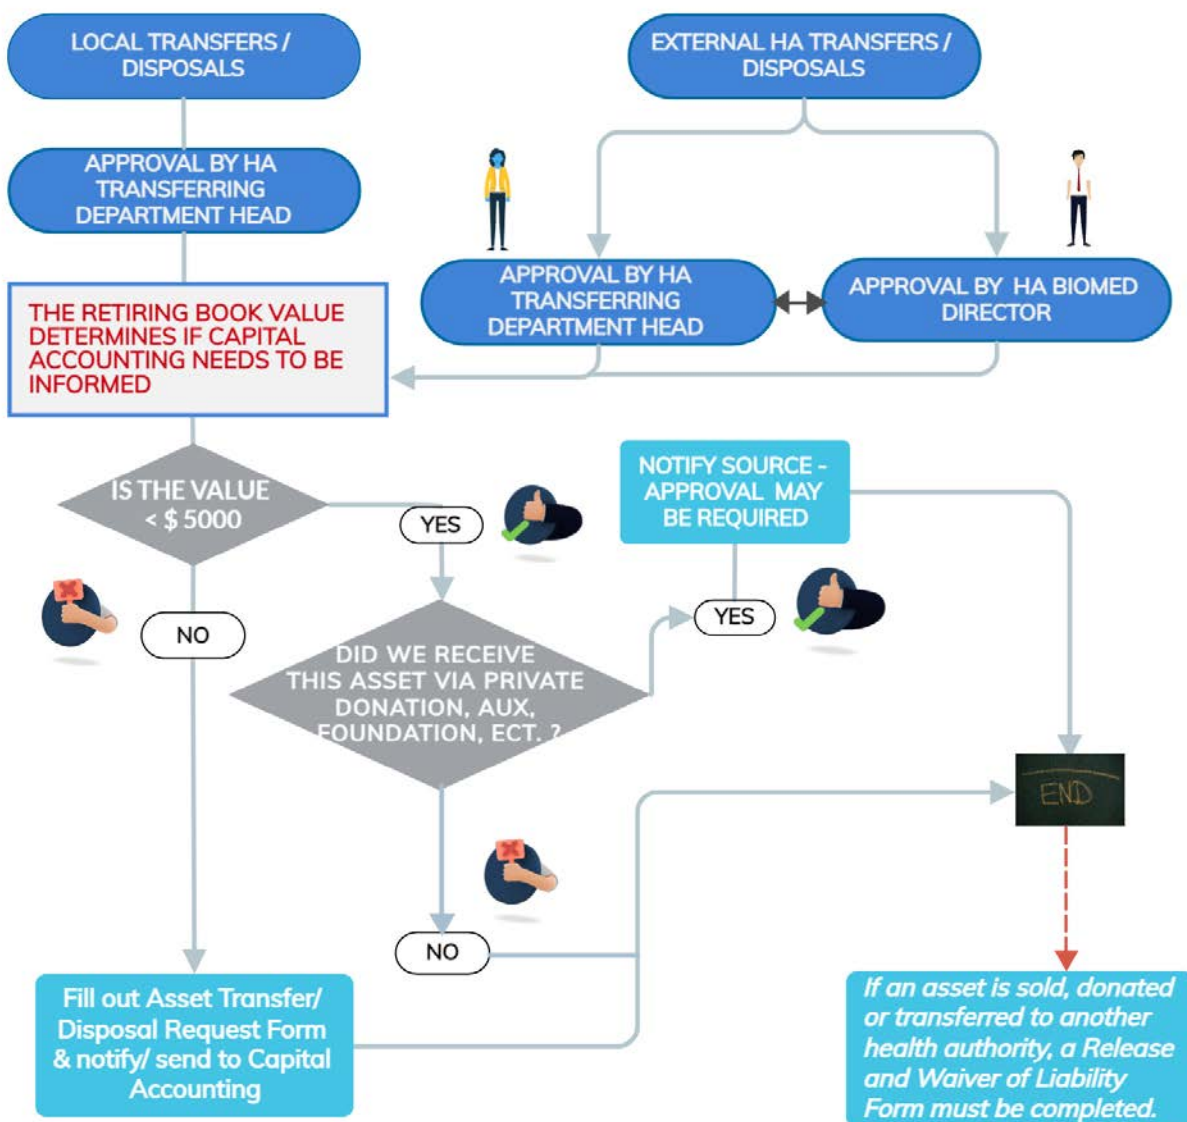 LOCAL TRANSFERS /
DISPOSALS
EXTERNAL HA TRANSFERS /
DISPOSALS
APPROVAL BY HA
TRANSFERRING
DEPARTMENT HEAD
APPROVAL BY HA
TRANSFERRING
DEPARTMENT HEAD
APPROVAL BY HA BIOMED
DIRECTOR
THE RETIRING BOOK VALUE
DETERMINES IF CAPITAL
ACCOUNTING NEEDS TO BE
INFORMED
IS THE VALUE
< $ 5000
YES
NOTIFY SOURCE -
APPROVAL MAY
BE REQUIRED
NO
YES
DID WE RECEIVE
THIS ASSET VIA PRIVATE
DONATION, AUX,
FOUNDATION, ECT. ?
END
NO
Fill out Asset Transfer/
Disposal Request Form
& notify/ send to Capital
Accounting
If an asset is sold, donated
or transferred to another
health authority, a Release
and Waiver of Liability
Form must be completed.